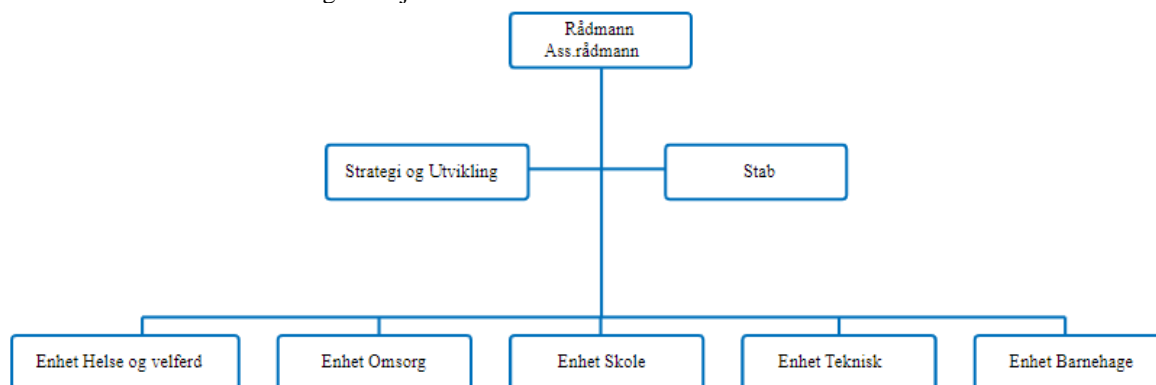 Rådmann
Ass.rådmann
Strategi og Utvikling
Stab
Enhet Helse og velferd
Enhet Omsorg
Enhet Skole
Enhet Teknisk
Enhet Barnehage